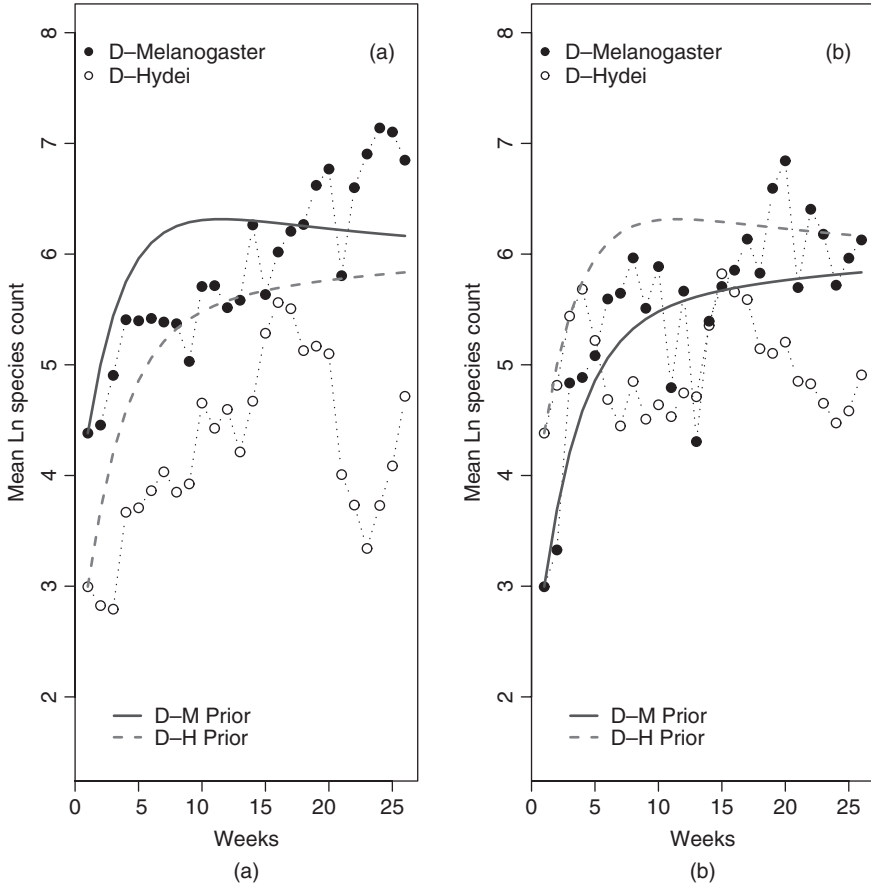 8
7
6
5
4
3
2
Mean Ln species count
D–Melanogaster
D–Hydei
(a)
D–M Prior
D–H Prior
0 5 10 15 20 25
Weeks
(a)
8
7
6
5
4
3
2
Mean Ln species count
D–Melanogaster
D–Hydei
(b)
D–M Prior
D–H Prior
0 5 10 15 20 25
Weeks
(b)